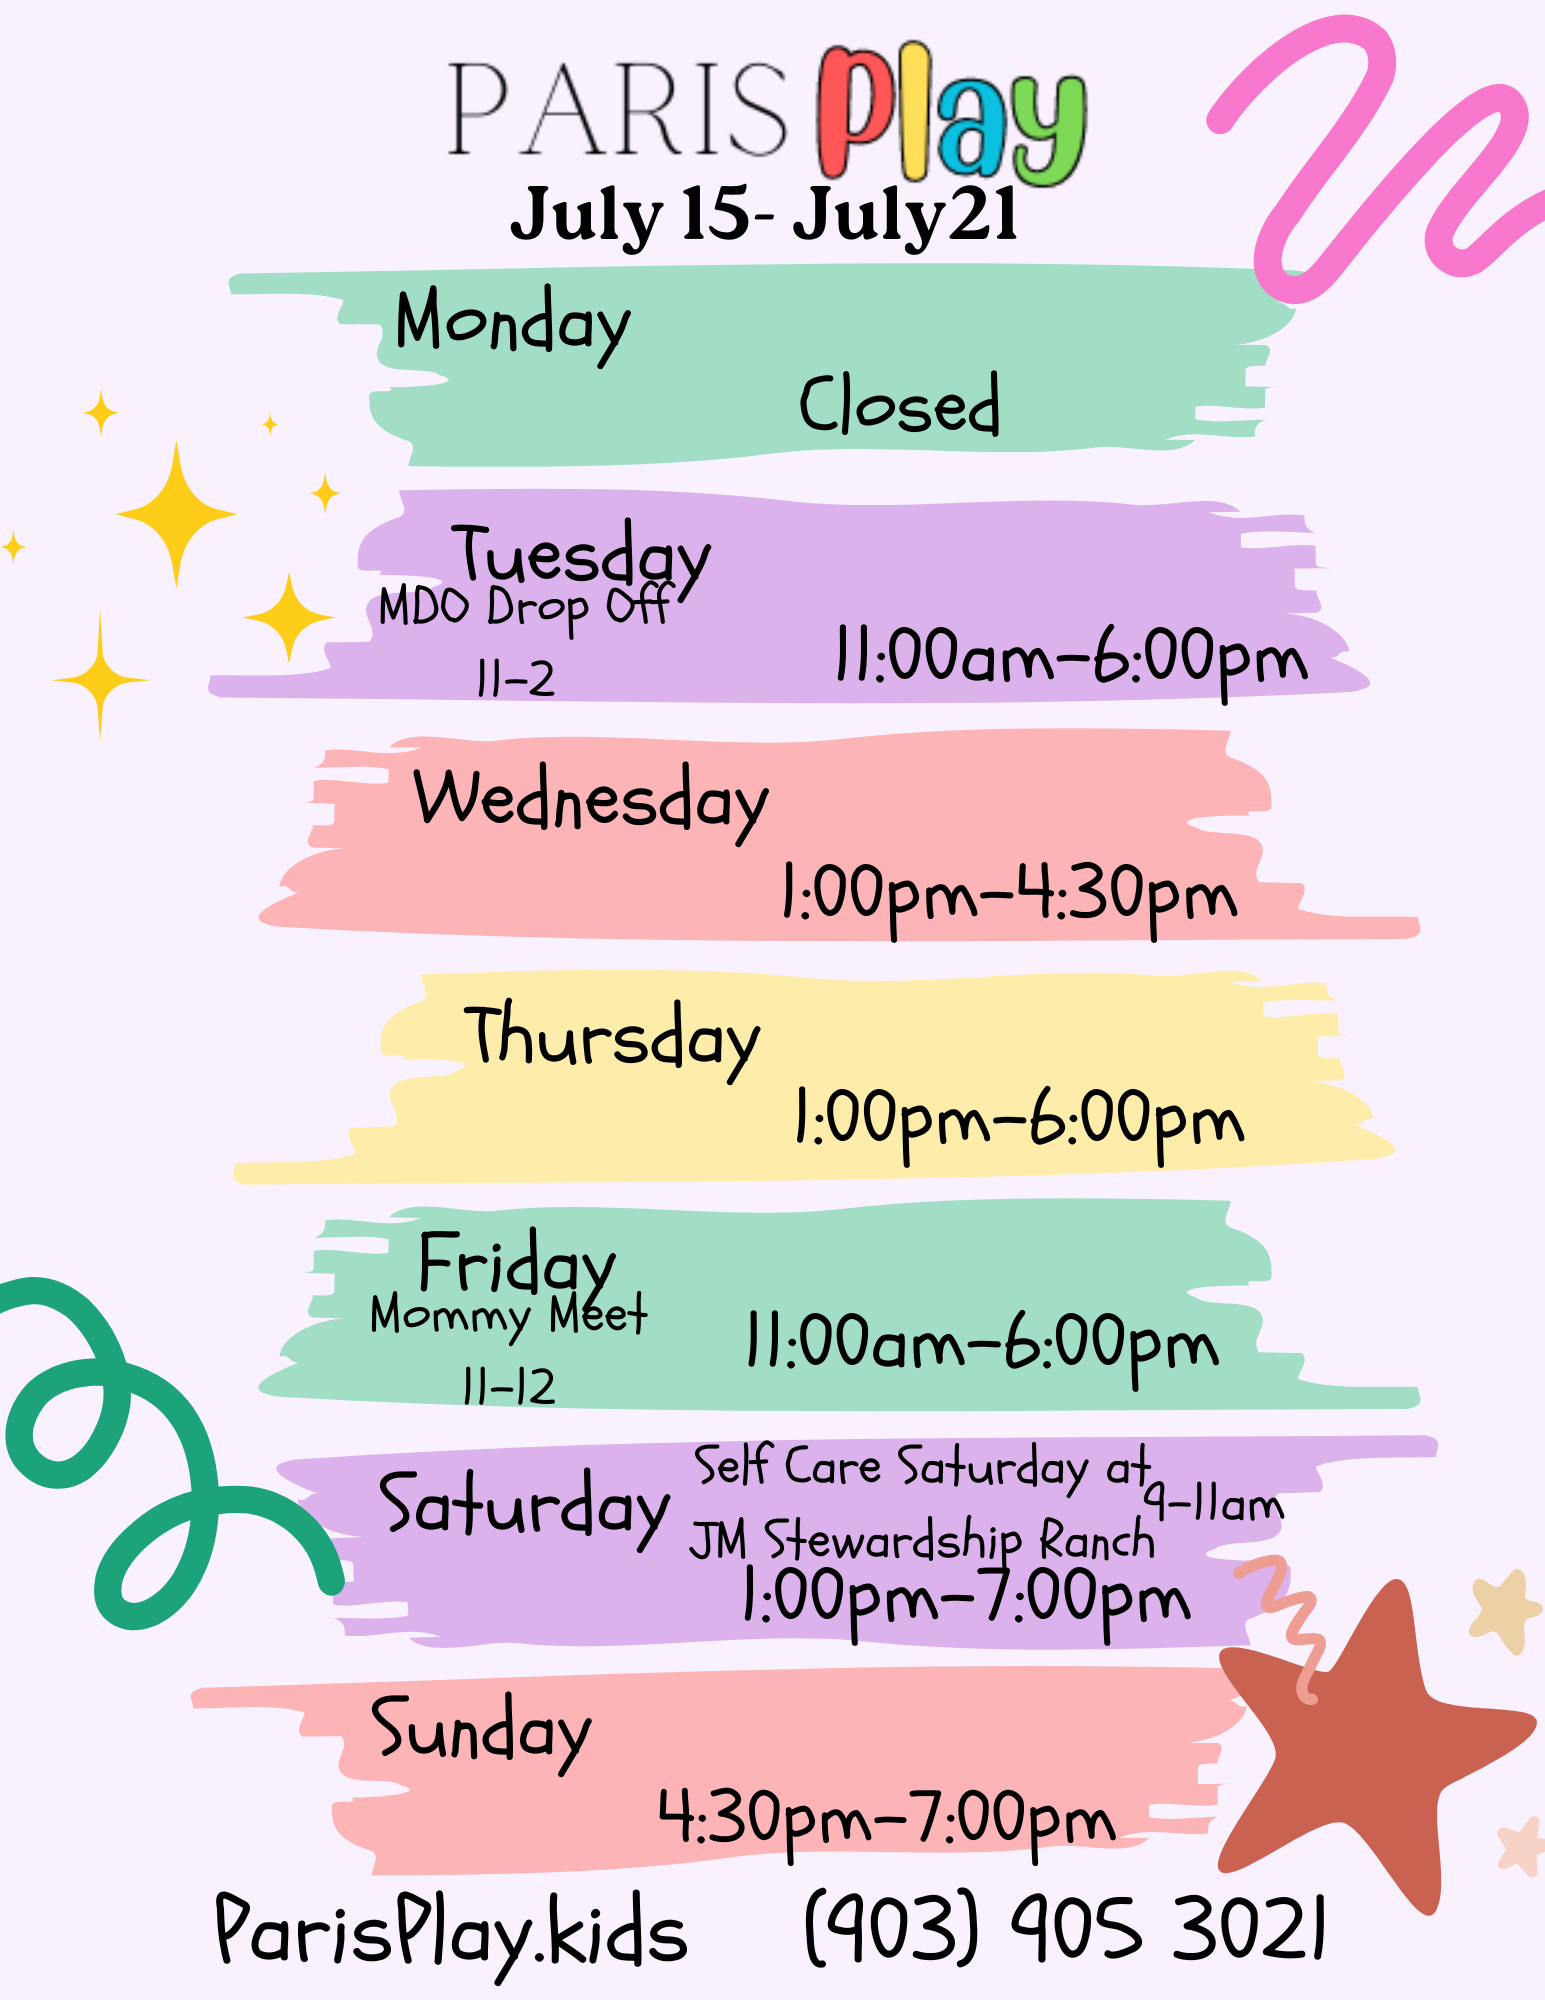 PARIS Play
July 15- July21
Monday
Closed
Tuesday
MDO Drop Off
11-2
11:00am-6:00pm
Wednesday
1:00pm-4:30pm
Thursday
1:00pm-6:00pm
Friday
Mommy Meet
11-12
11:00am-6:00pm
Saturday
Self Care Saturday at
9-11am
JM Stewardship Ranch
1:00pm-7:00pm
Sunday
4:30pm-7:00pm
ParisPlay.kids (903) 905 3021